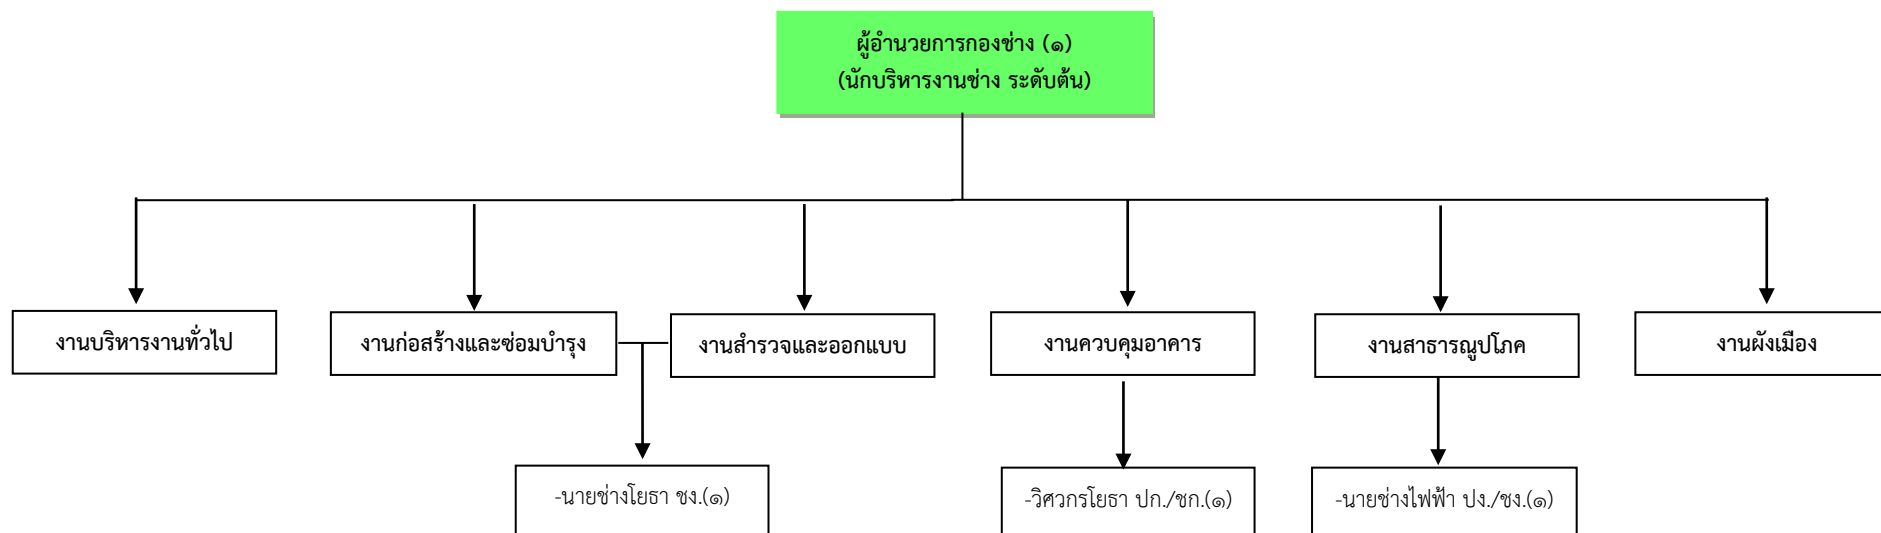 ผู้อำนวยการกองช่าง (๑)
(นักบริหารงานช่าง ระดับต้น)
งานบริหารงานทั่วไป
งานก่อสร้างและซ่อมบำรุง
งานสำรวจและออกแบบ
งานควบคุมอาคาร
งานสาธารณูปโภค
งานผังเมือง
-นายช่างโยธา ชง.(๑)
-วิศวกรโยธา ปก./ชก.(๑)
-นายช่างไฟฟ้า ปง./ชง.(๑)